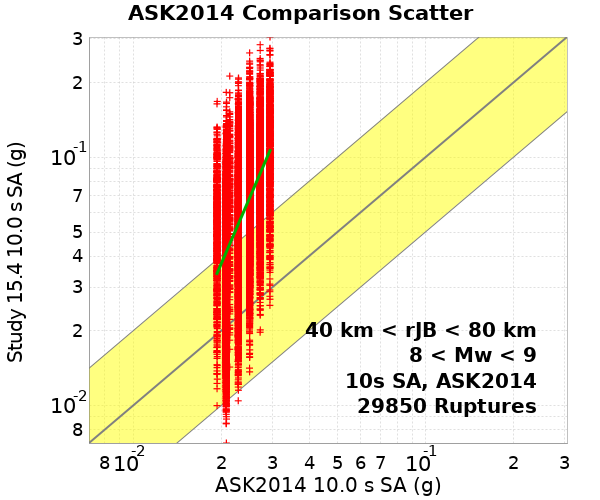 ASK2014 Comparison Scatter
3
2
10-1
7
5
4
3
2
10-2
8
Study 15.4 10.0 s SA (g)
40 km < rJB < 80 km
8 < Mw < 9
10s SA, ASK2014
29850 Ruptures
8 10-2 2 3 4 5 6 7 10-1 2 3
ASK2014 10.0 s SA (g)